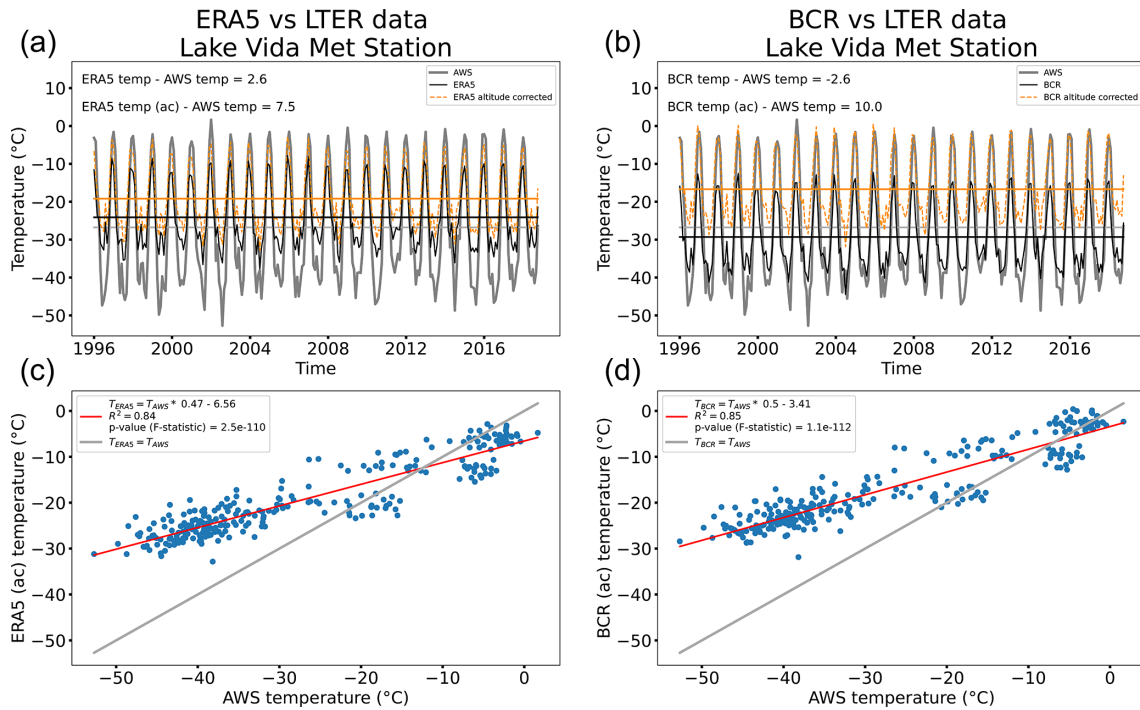 ERA5 vs LTER data
Lake Vida Met Station
(a)
ERA5 temp - AWS temp = 2.6
ERA5 temp (ac) - AWS temp = 7.5
AWS
ERA5
ERA5 altitude corrected
10
0
−10
−20
−30
−40
−50
Temperature (°C)
1996 2000 2004 2008 2012 2016
Time
BCR vs LTER data
Lake Vida Met Station
(b)
BCR temp - AWS temp = -2.6
BCR temp (ac) - AWS temp = 10.0
AWS
BCR
BCR altitude corrected
10
0
−10
−20
−30
−40
−50
Temperature (°C)
1996 2000 2004 2008 2012 2016
Time
(c)
T_ERA5 = T_AWS * 0.47 - 6.56
R² = 0.84
p-value (F-statistic) = 2.5e-110
T_ERA5 = T_AWS
0
−10
−20
−30
−40
−50
ERA5 (ac) temperature (°C)
−50 −40 −30 −20 −10 0
AWS temperature (°C)
(d)
T_BCR = T_AWS * 0.5 - 3.41
R² = 0.85
p-value (F-statistic) = 1.1e-112
T_BCR = T_AWS
0
−10
−20
−30
−40
−50
BCR (ac) temperature (°C)
−50 −40 −30 −20 −10 0
AWS temperature (°C)